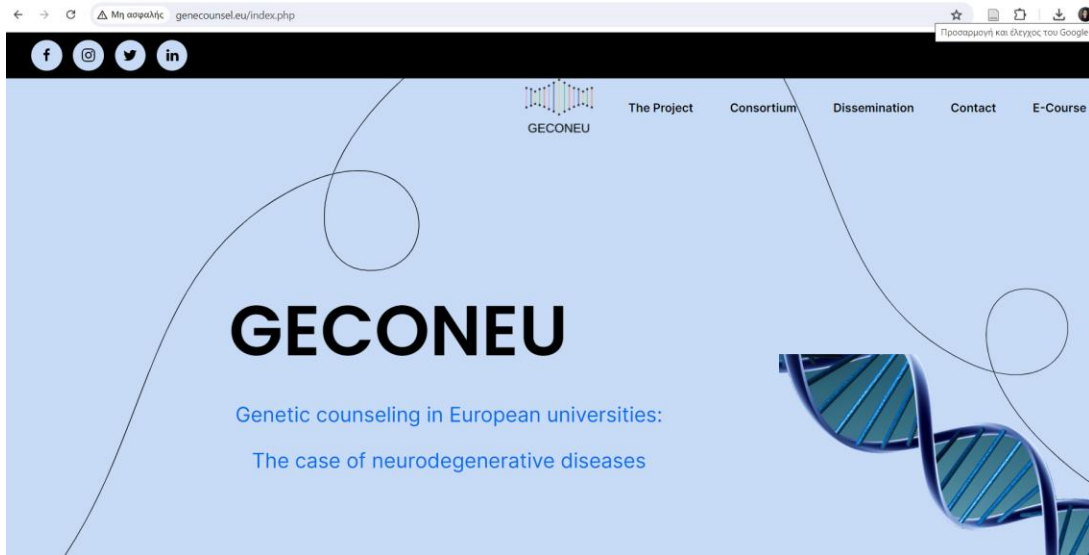 Μη ασφαλής genecounsel.eu/index.php
Προσαρμογή και έλεγχος του Google
f in
The Project Consortium Dissemination Contact E-Course
GECONEU
GECONEU
Genetic counseling in European universities:
The case of neurodegenerative diseases